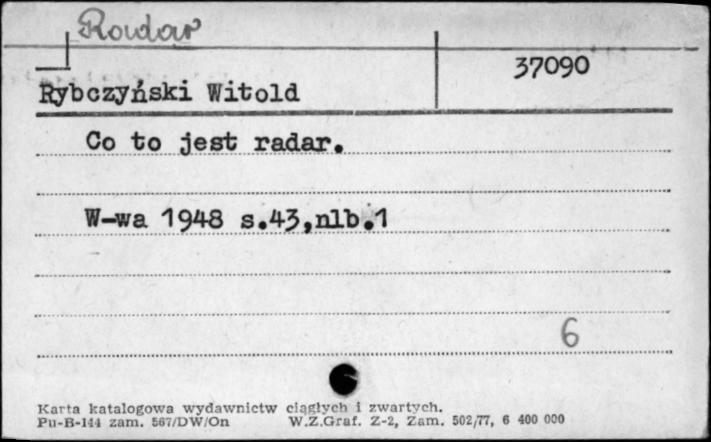 Radar
37090
Rybczyński Witold
Co to jest radar.
W-wa 1948 s.43,nlb.1
6
Karta katalogowa wydawnictw ciągłych i zwartych.
Pu-B-144 zam. 567/DW/On W.Z.Graf. Z-2, Zam. 502/77, 6 400 000